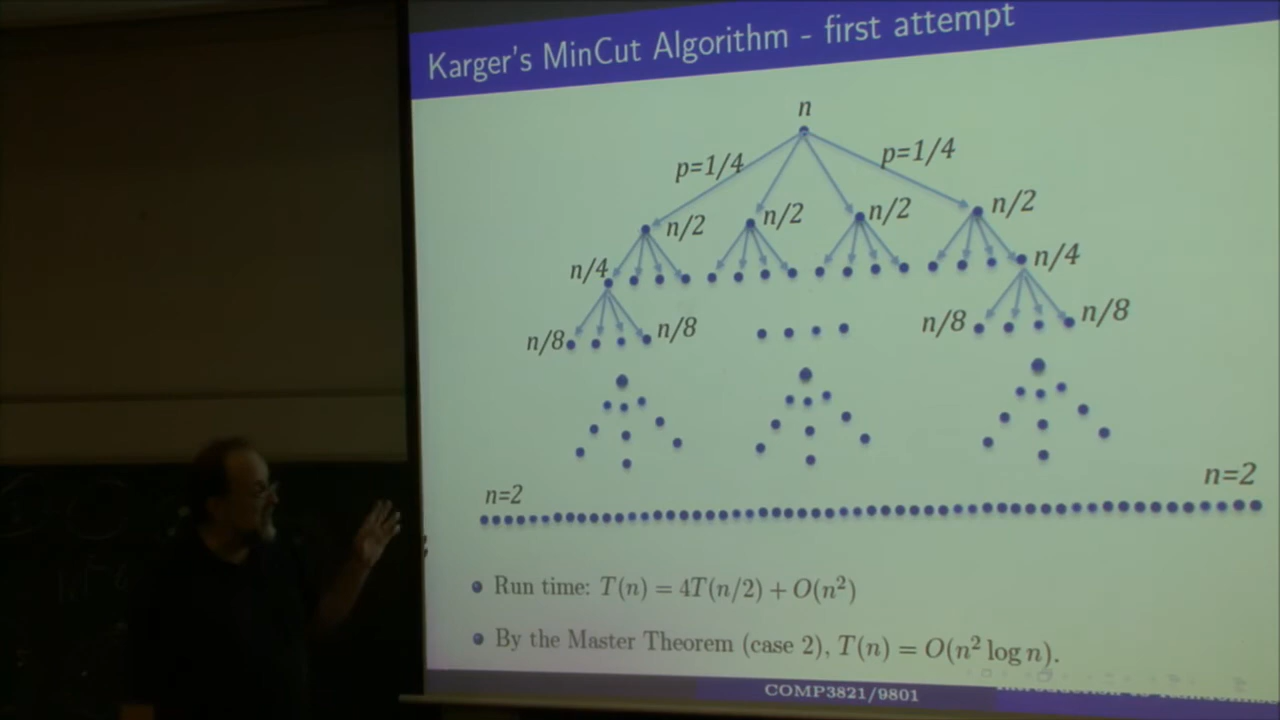 Karger's MinCut Algorithm - first attempt
n
p=1/4 p=1/4
n/2 n/2 n/2 n/2
n/4 n/4
n/8 n/8 n/8 n/8
n=2 n=2
Run time: T(n) = 4T(n/2) + O(n²)
By the Master Theorem (case 2), T(n) = O(n² log n).
COMP3821/9801